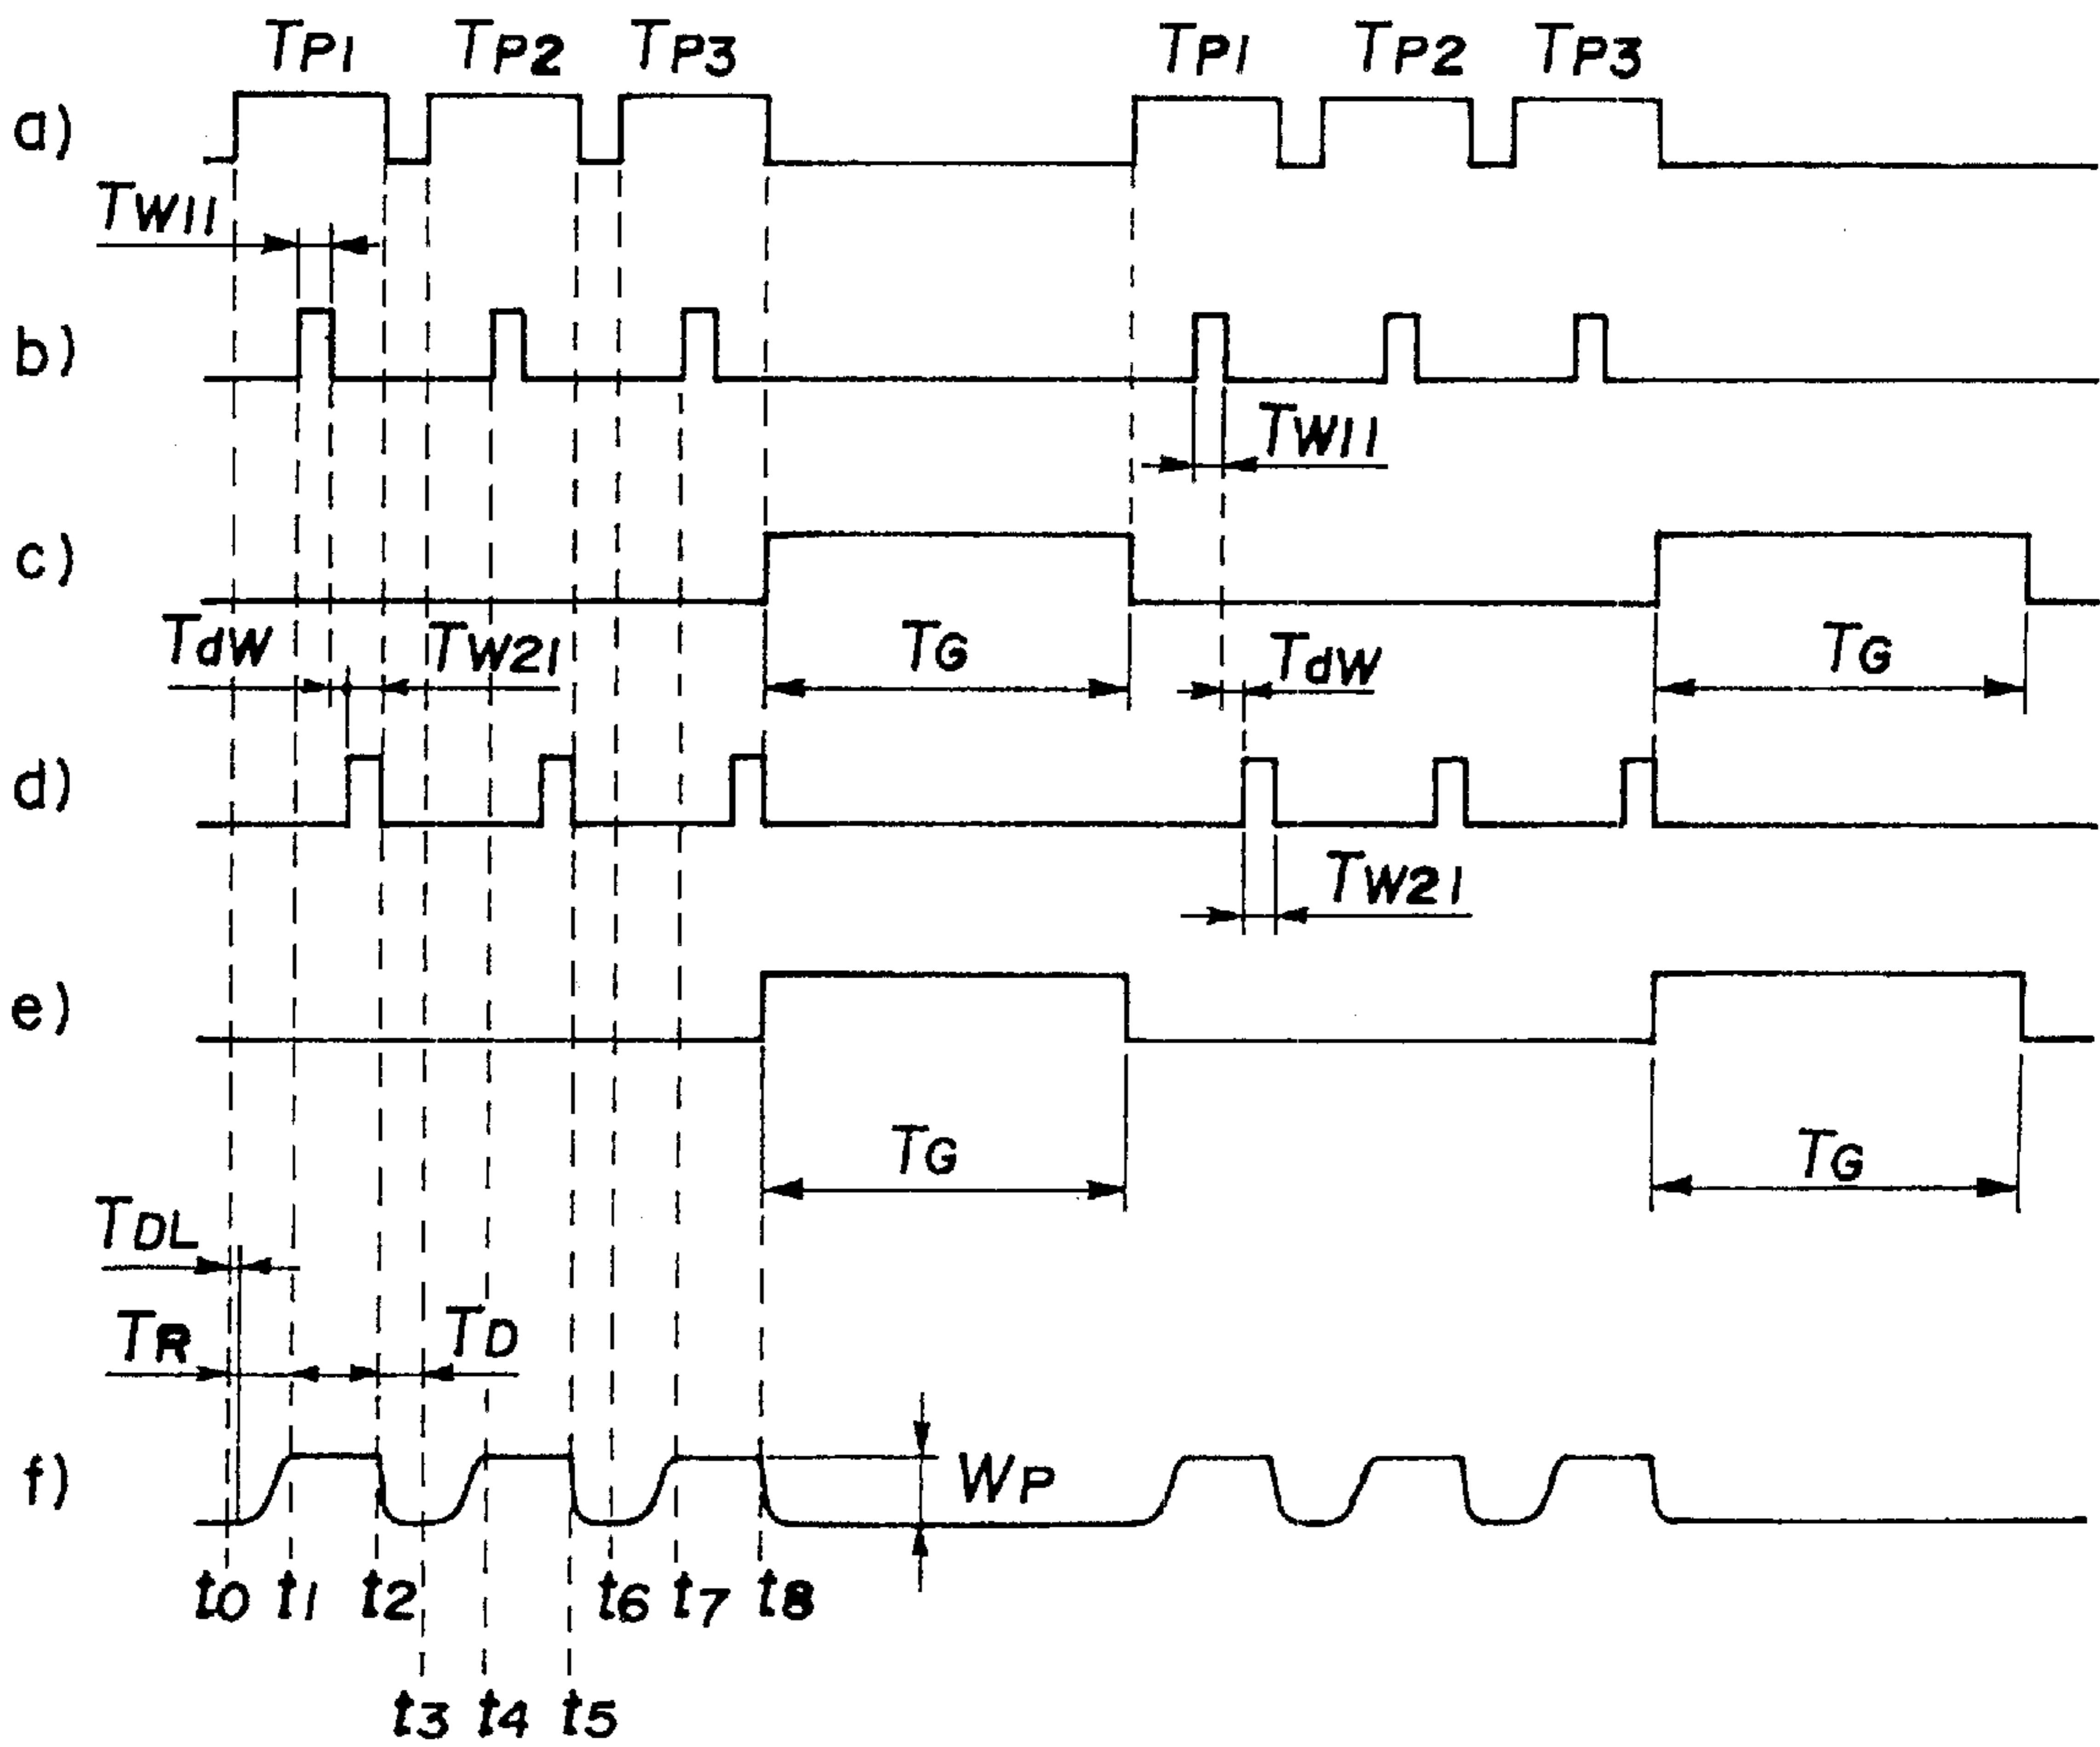 TP1 TP2 TP3 TP1 TP2 TP3
a)
TW11
b)
TW11
c)
TdW TW21 TG TdW TG
d)
TW21
e)
TG TG
TDL
TR TD
f) WP
t0 t1 t2 t6 t7 t8
t3 t4 t5